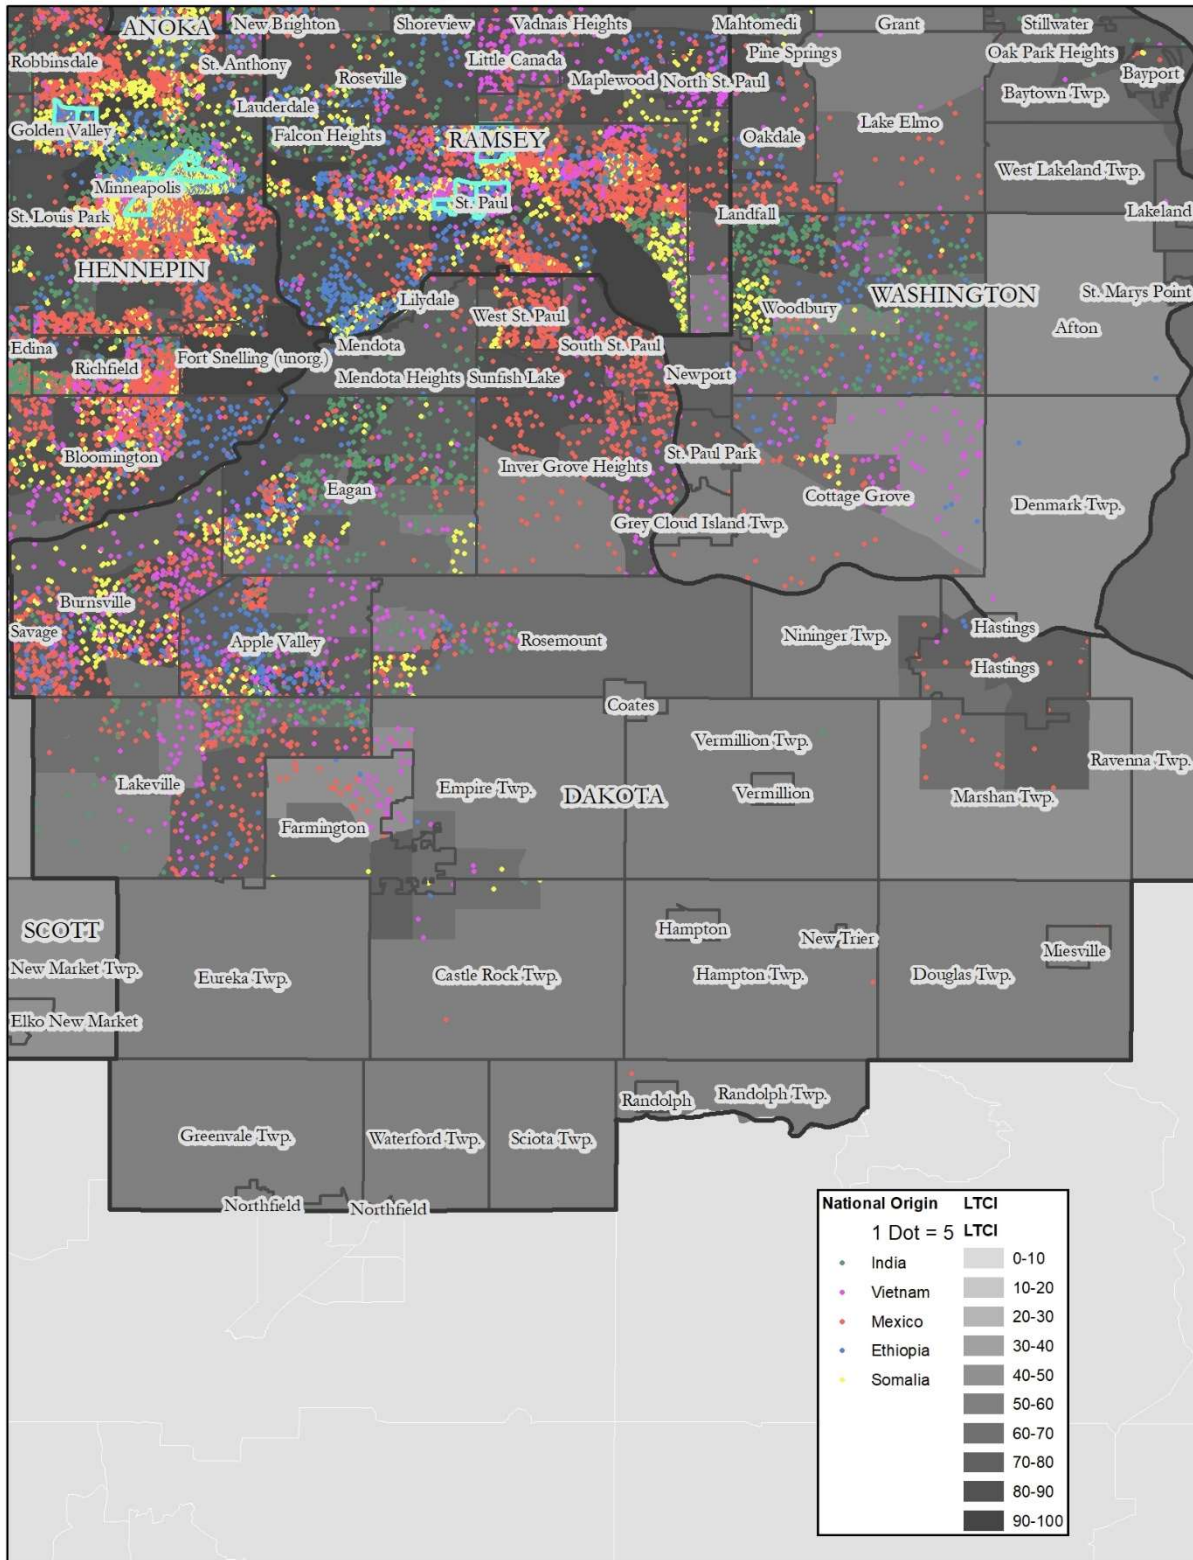 New Brighton
Shoreview
Vadnais Heights
Mahtomedi
Grant
Stillwater
ANOKA
Pine Springs
Oak Park Heights
Robbinsdale
St. Anthony
Little Canada
Roseville
Maplewood
North St. Paul
Bayport
Baytown Twp.
Lauderdale
Golden Valley
Falcon Heights
RAMSEY
Oakdale
Lake Elmo
Minneapolis
West Lakeland Twp.
St. Paul
St. Louis Park
Landfall
Lakeland
HENNEPIN
Lilydale
West St. Paul
Woodbury
WASHINGTON
St. Marys Point
Afton
Edina
Richfield
Fort Snelling (unorg.)
Mendota
South St. Paul
Mendota Heights
Sunfish Lake
Newport
Bloomington
Eagan
Inver Grove Heights
St. Paul Park
Cottage Grove
Denmark Twp.
Grey Cloud Island Twp.
Burnsville
Savage
Apple Valley
Rosemount
Nininger Twp.
Hastings
Hastings
Coates
Vermillion Twp.
Ravenna Twp.
Lakeville
Empire Twp.
DAKOTA
Vermillion
Marshan Twp.
Farmington
SCOTT
Hampton
New Trier
Miesville
New Market Twp.
Eureka Twp.
Castle Rock Twp.
Hampton Twp.
Douglas Twp.
Elko New Market
Randolph
Randolph Twp.
Greenvale Twp.
Waterford Twp.
Sciota Twp.
Northfield
Northfield
National Origin
1 Dot = 5
India
Vietnam
Mexico
Ethiopia
Somalia
LTCI
LTCI
0-10
10-20
20-30
30-40
40-50
50-60
60-70
70-80
80-90
90-100